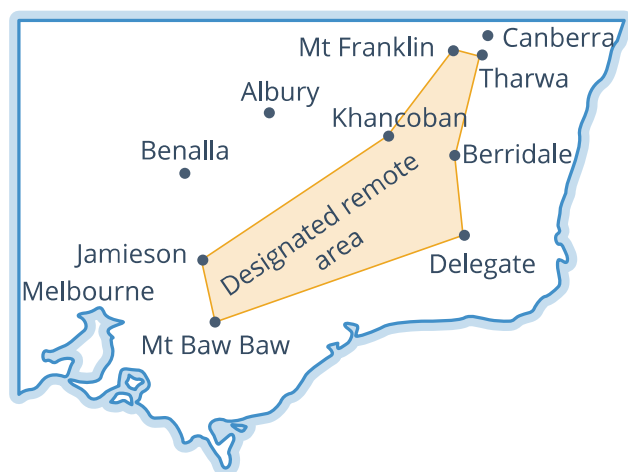 Canberra
Mt Franklin
Tharwa
Albury
Khancoban
Benalla
Berridale
Designated remote
area
Jamieson
Delegate
Melbourne
Mt Baw Baw